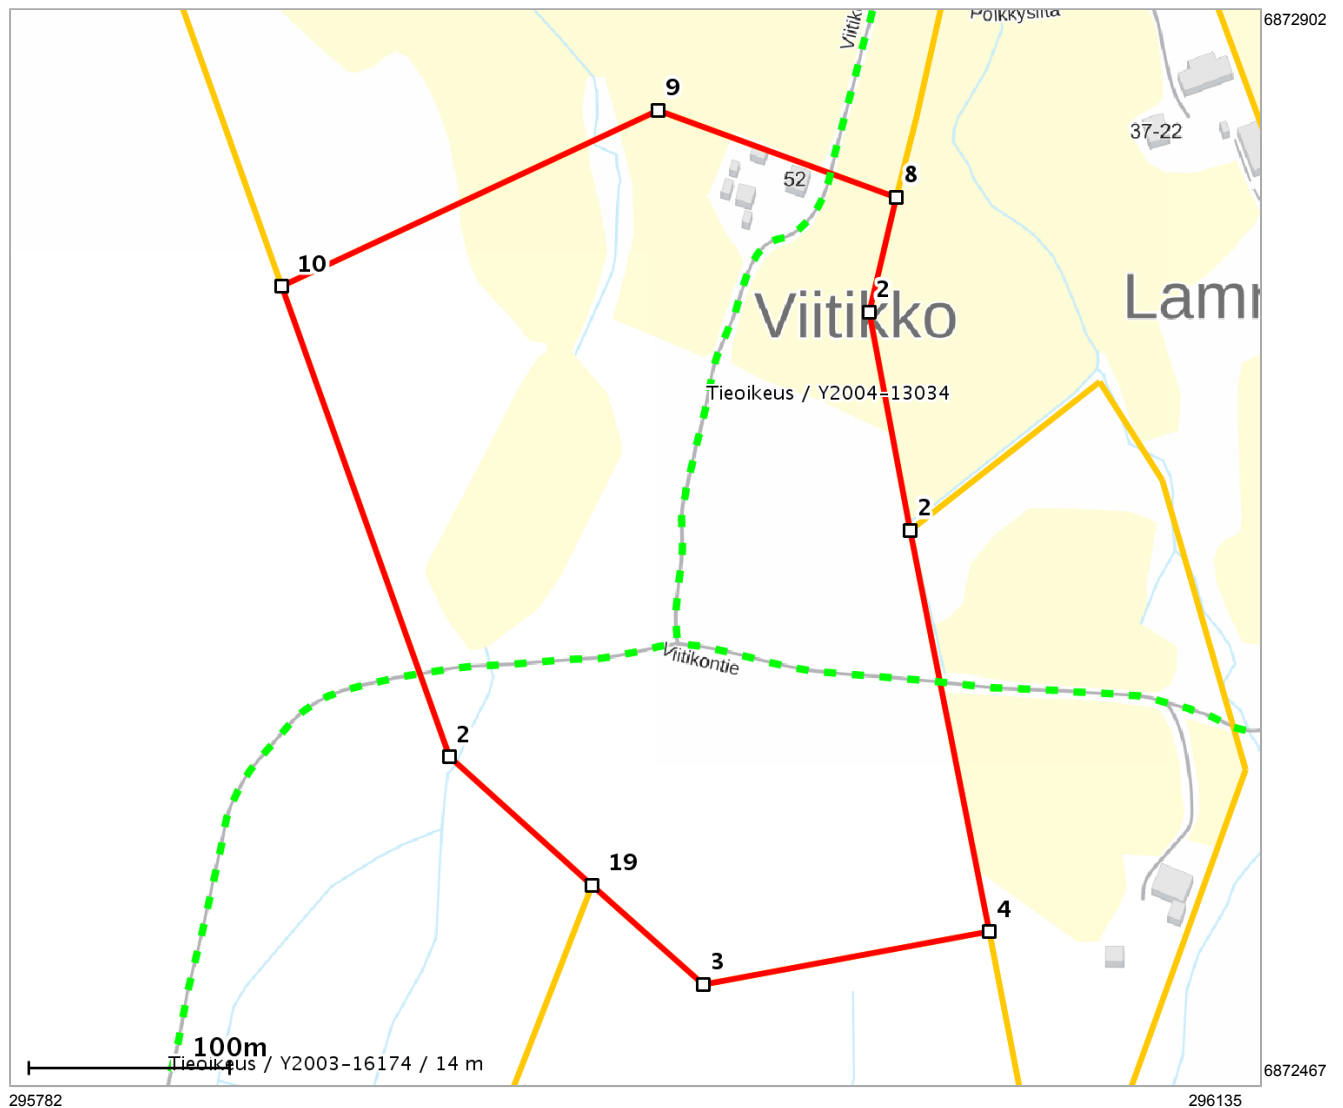 Pölkkysilta
6872902
Viitik
9
37-22
8
52
10
2
Viitikko
Lamm
Tieoikeus / Y2004=13034
2
Viitikontie
2
19
4
3
100m
Tieoikeus / Y2003-16174 / 14 m
6872467
295782
296135